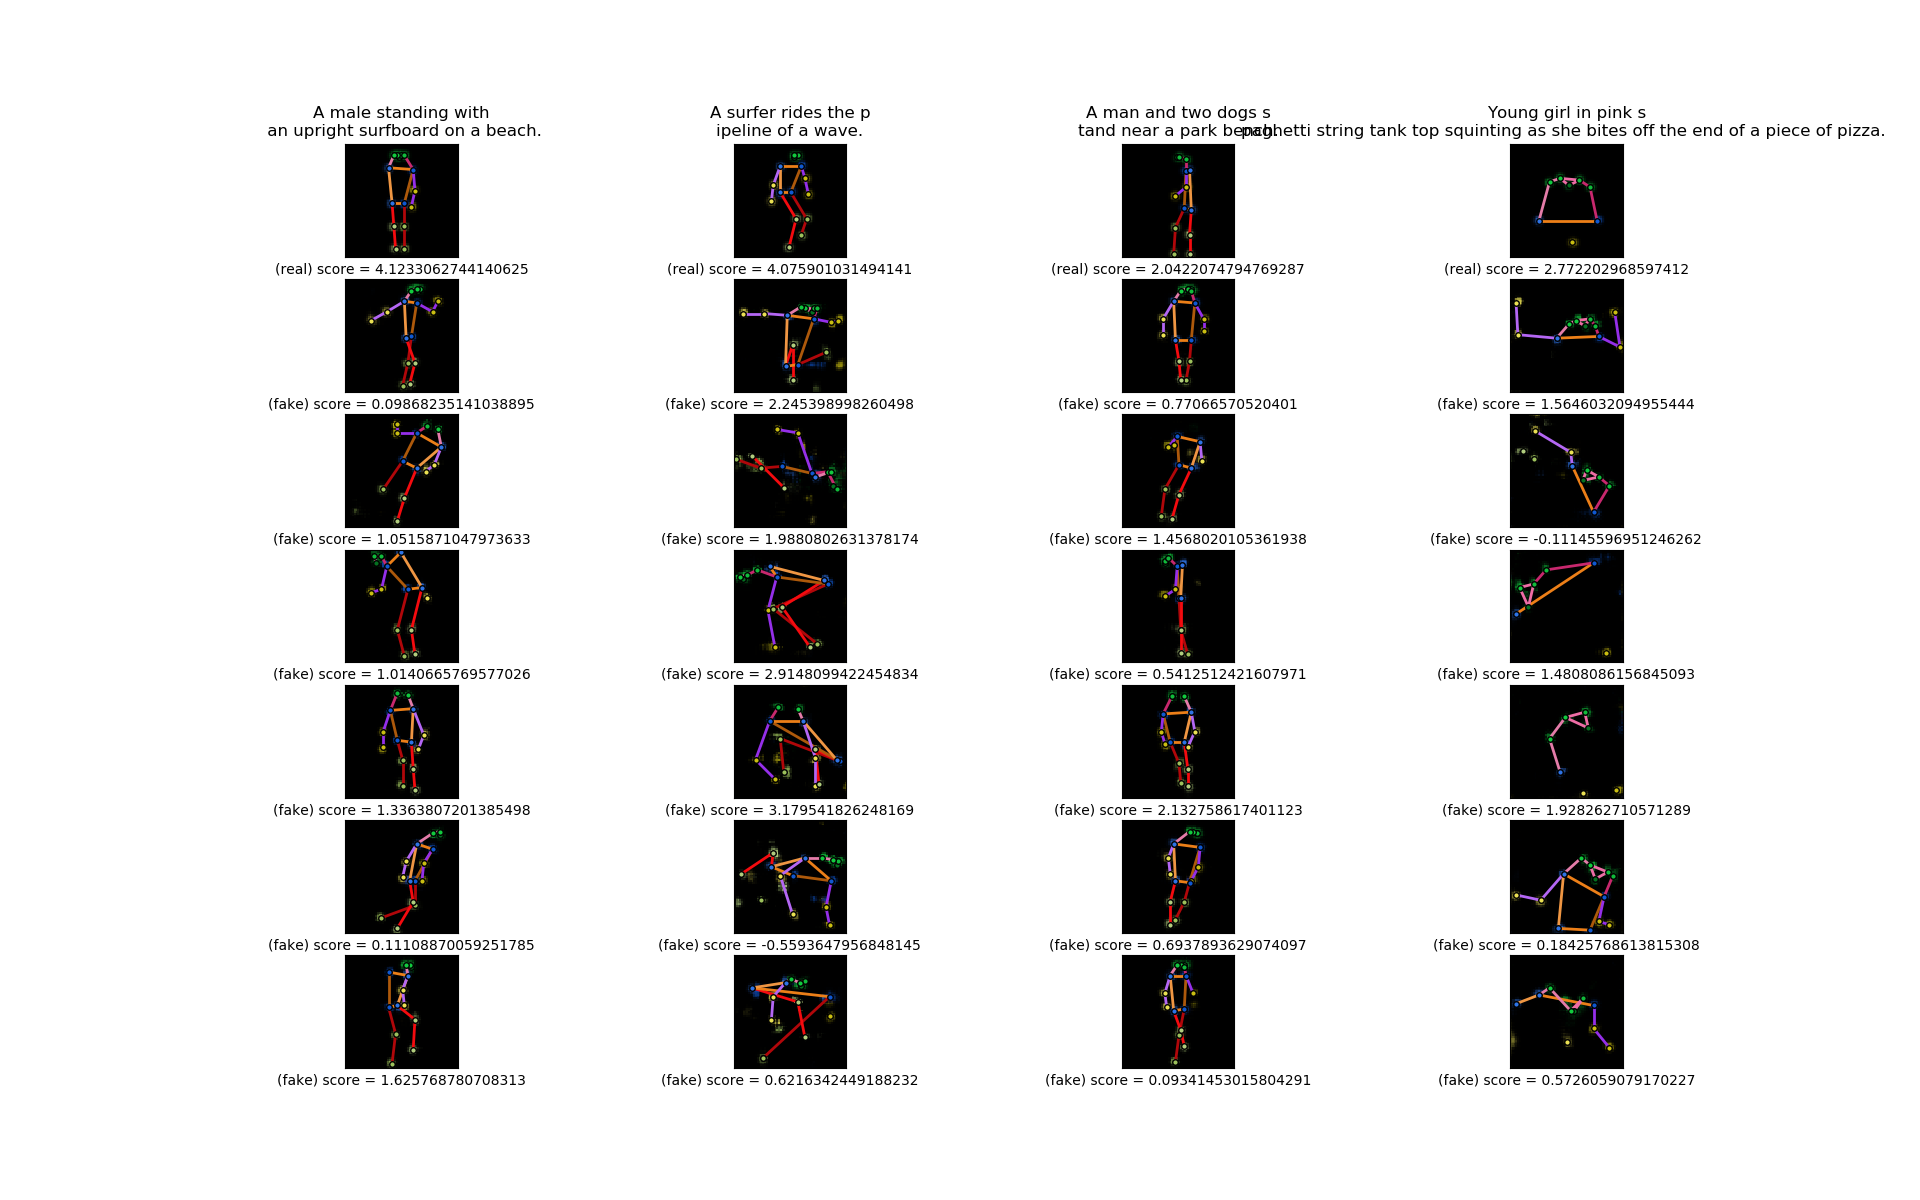 A male standing with
an upright surfboard on a beach.
A surfer rides the p
ipeline of a wave.
A man and two dogs s
tand near a park bench.
Young girl in pink s
paghetti string tank top squinting as she bites off the end of a piece of pizza.
(real) score = 4.1233062744140625
(real) score = 4.075901031494141
(real) score = 2.0422074794769287
(real) score = 2.772202968597412
(fake) score = 0.09868235141038895
(fake) score = 2.245398998260498
(fake) score = 0.77066570520401
(fake) score = 1.5646032094955444
(fake) score = 1.0515871047973633
(fake) score = 1.9880802631378174
(fake) score = 1.4568020105361938
(fake) score = -0.11145596951246262
(fake) score = 1.0140665769577026
(fake) score = 2.9148099422454834
(fake) score = 0.5412512421607971
(fake) score = 1.4808086156845093
(fake) score = 1.3363807201385498
(fake) score = 3.179541826248169
(fake) score = 2.132758617401123
(fake) score = 1.928262710571289
(fake) score = 0.11108870059251785
(fake) score = -0.5593647956848145
(fake) score = 0.6937893629074097
(fake) score = 0.18425768613815308
(fake) score = 1.625768780708313
(fake) score = 0.6216342449188232
(fake) score = 0.09341453015804291
(fake) score = 0.5726059079170227